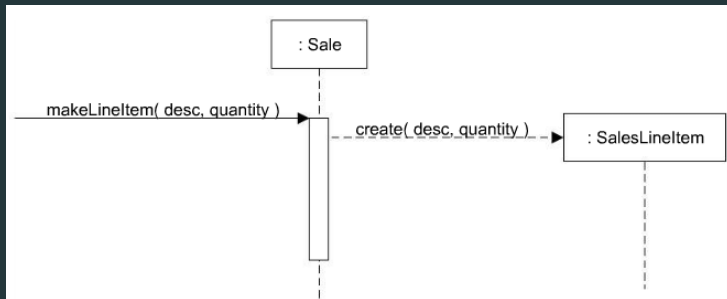 : Sale
makeLineItem( desc, quantity )
create( desc, quantity )
: SalesLineItem